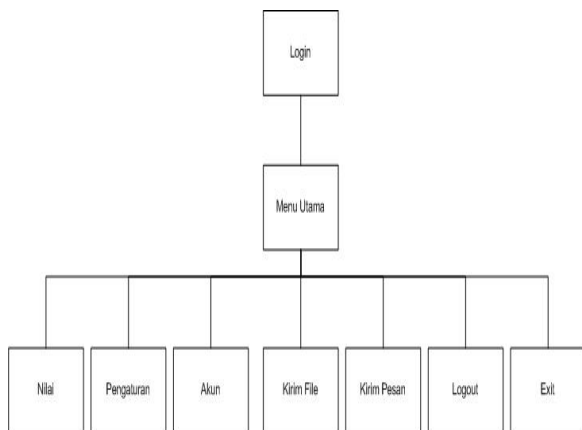 Login
Menu Utama
Nilai
Pengaturan
Akun
Kirim File
Kirim Pesan
Logout
Exit